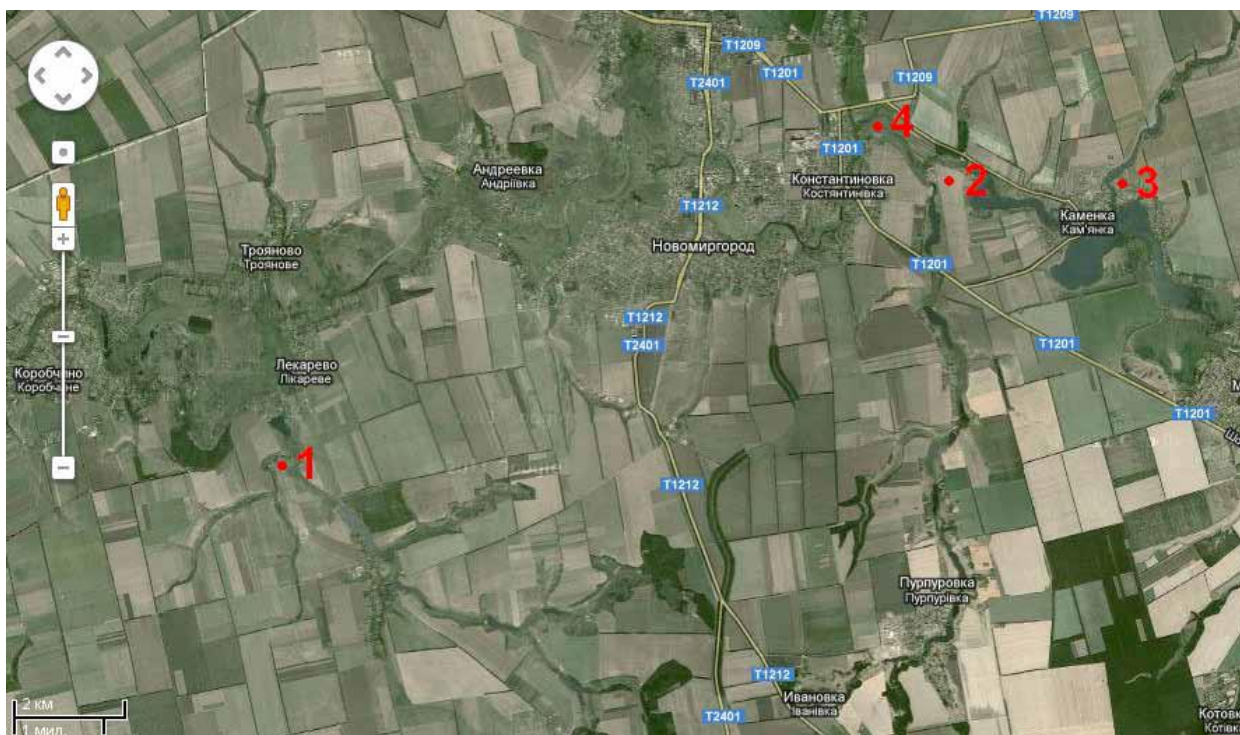 T1209
T1209
T2401
T1201
T1209
4
T1201
Андреевка
Андріївка
Константиновка
Костянтинівка
2
3
T1212
Каменка
Кам'янка
Трояново
Троянове
Новомиргород
T1201
T1212
T2401
T1201
Лекарево
Лікареве
Коробчино
Коробчине
T1201
1
T1212
Пурпуровка
Пурпурівка
T1212
Ивановка
Іванівка
2 км
1 мил.
T2401
Котовк
Котівк